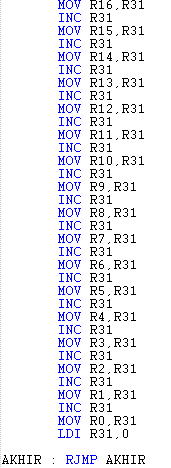 MOV R16,R31
INC R31
MOV R15,R31
INC R31
MOV R14,R31
INC R31
MOV R13,R31
INC R31
MOV R12,R31
INC R31
MOV R11,R31
INC R31
MOV R10,R31
INC R31
MOV R9,R31
INC R31
MOV R8,R31
INC R31
MOV R7,R31
INC R31
MOV R6,R31
INC R31
MOV R5,R31
INC R31
MOV R4,R31
INC R31
MOV R3,R31
INC R31
MOV R2,R31
INC R31
MOV R1,R31
INC R31
MOV R0,R31
LDI R31,0
AKHIR : RJMP AKHIR